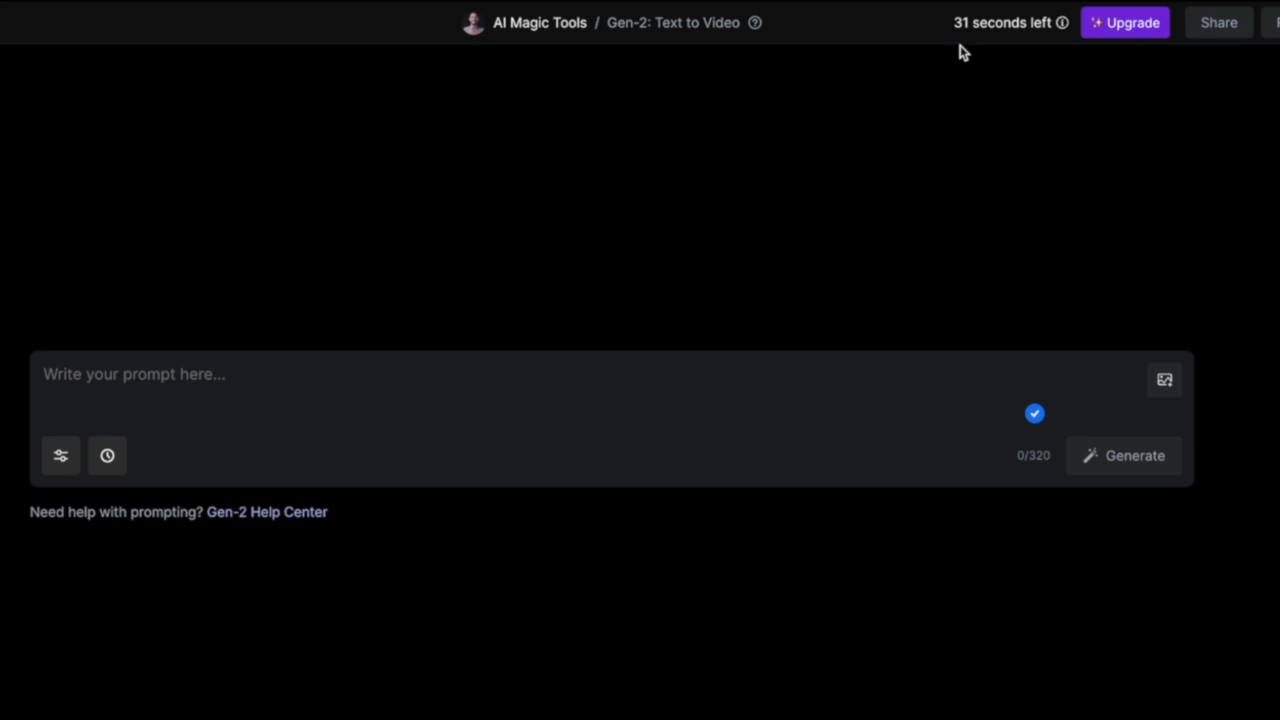 AI Magic Tools / Gen-2: Text to Video
31 seconds left
Upgrade
Share
Write your prompt here...
0/320
Generate
Need help with prompting? Gen-2 Help Center